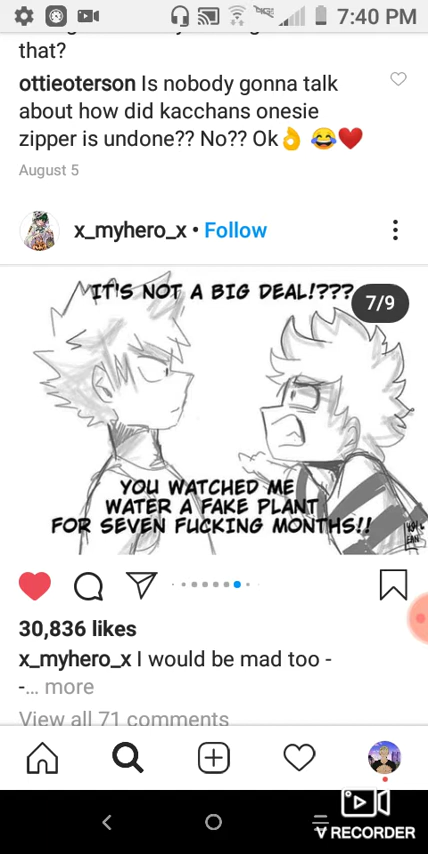 7:40 PM
that?
ottieoterson Is nobody gonna talk
about how did kacchans onesie
zipper is undone?? No?? Ok👌 😂❤️
August 5
x_myhero_x • Follow
IT'S NOT A BIG DEAL!???
7/9
YOU WATCHED ME
WATER A FAKE PLANT
FOR SEVEN FUCKING MONTHS!!
30,836 likes
x_myhero_x I would be mad too -
-... more
View all 71 comments
RECORDER